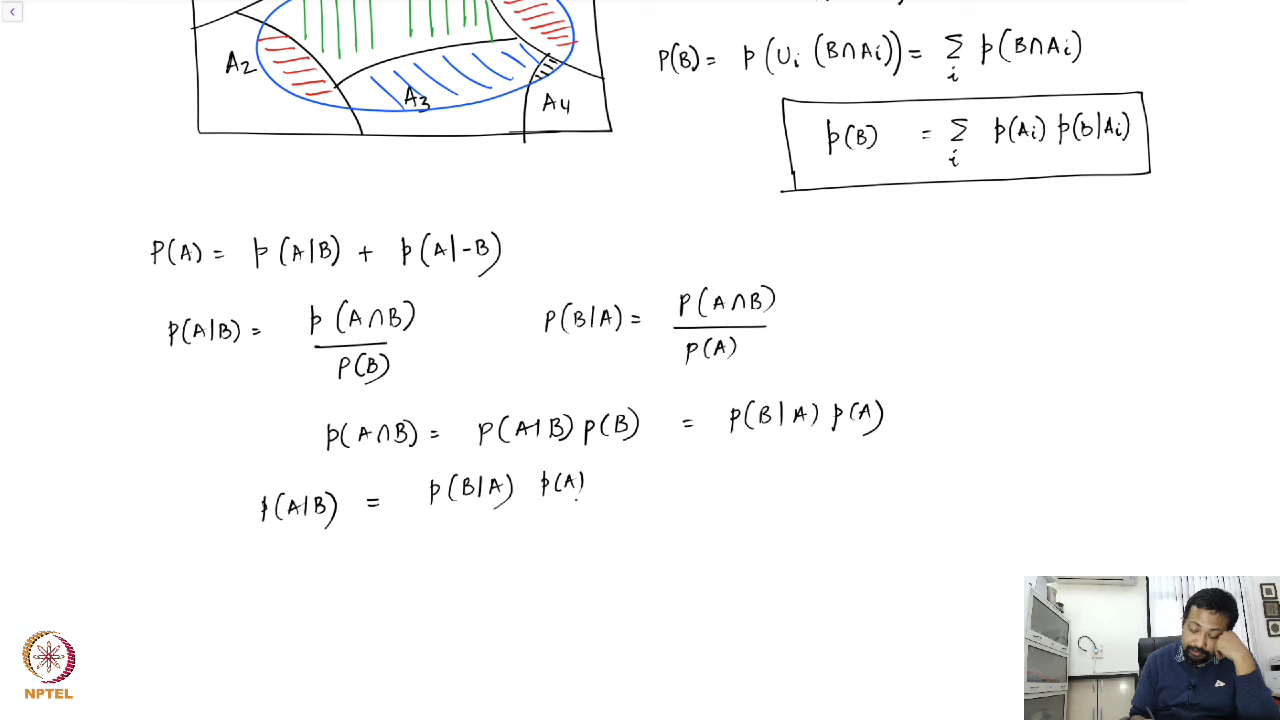 P(B) = p(∪i (B∩Ai)) = Σi p(B∩Ai)
A2
A3
A4
p(B) = Σi p(Ai) p(B|Ai)
P(A) = p(A|B) + p(A|-B)
p(A|B) = p(A∩B) / P(B)
p(B|A) = P(A∩B) / P(A)
p(A∩B) = P(A|B) p(B) = p(B|A) p(A)
p(A|B) = p(B|A) p(A)
NPTEL